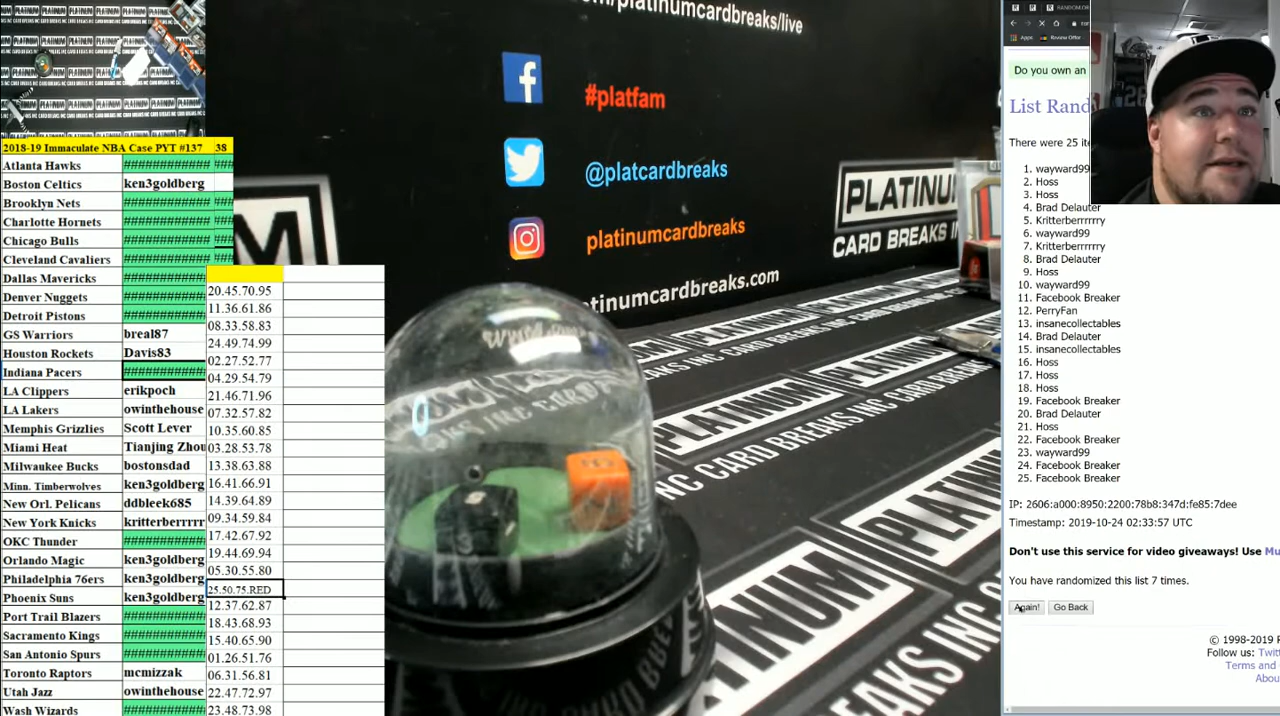 .com/platinumcardbreaks/live
#platfam
@platcardbreaks
platinumcardbreaks
PLATINUM
CARD BREAKS
2018-19 Immaculate NBA Case PYT #137 38
Atlanta Hawks ############
Boston Celtics ken3goldberg
Brooklyn Nets ############
Charlotte Hornets ############
Chicago Bulls ############
Cleveland Cavaliers ############
Dallas Mavericks
Denver Nuggets
Detroit Pistons
GS Warriors breal87
Houston Rockets Davis83
Indiana Pacers
LA Clippers erikpoch
LA Lakers owinthehouse
Memphis Grizzlies Scott Lever
Miami Heat Tianjing Zhou
Milwaukee Bucks bostonsdad
Minn. Timberwolves ken3goldberg
New Orl. Pelicans ddbleek685
New York Knicks kritterberrrrr
OKC Thunder
Orlando Magic ken3goldberg
Philadelphia 76ers ken3goldberg
Phoenix Suns ken3goldberg
Port Trail Blazers
Sacramento Kings
San Antonio Spurs
Toronto Raptors mcmizzak
Utah Jazz owinthehouse
Wash Wizards
20.45.70.95
11.36.61.86
08.33.58.83
24.49.74.99
02.27.52.77
04.29.54.79
21.46.71.96
07.32.57.82
10.35.60.85
03.28.53.78
13.38.63.88
16.41.66.91
14.39.64.89
09.34.59.84
17.42.67.92
19.44.69.94
05.30.55.80
25.50.75.RED
12.37.62.87
18.43.68.93
15.40.65.90
01.26.51.76
06.31.56.81
22.47.72.97
23.48.73.98
Apps Review Offer
Do you own an
List Rand
There were 25 ite
1. wayward99
2. Hoss
3. Hoss
4. Brad Delauter
5. Kritterberrrrrry
6. wayward99
7. Kritterberrrrrry
8. Brad Delauter
9. Hoss
10. wayward99
11. Facebook Breaker
12. PerryFan
13. insanecollectables
14. Brad Delauter
15. insanecollectables
16. Hoss
17. Hoss
18. Hoss
19. Facebook Breaker
20. Brad Delauter
21. Hoss
22. Facebook Breaker
23. wayward99
24. Facebook Breaker
25. Facebook Breaker
IP: 2606:a000:8950:2200:78b8:347d:fe85:7dee
Timestamp: 2019-10-24 02:33:57 UTC
Don't use this service for video giveaways! Use Mu
You have randomized this list 7 times.
Again! Go Back
© 1998-2019 R
Follow us: Twit
Terms and
Abou